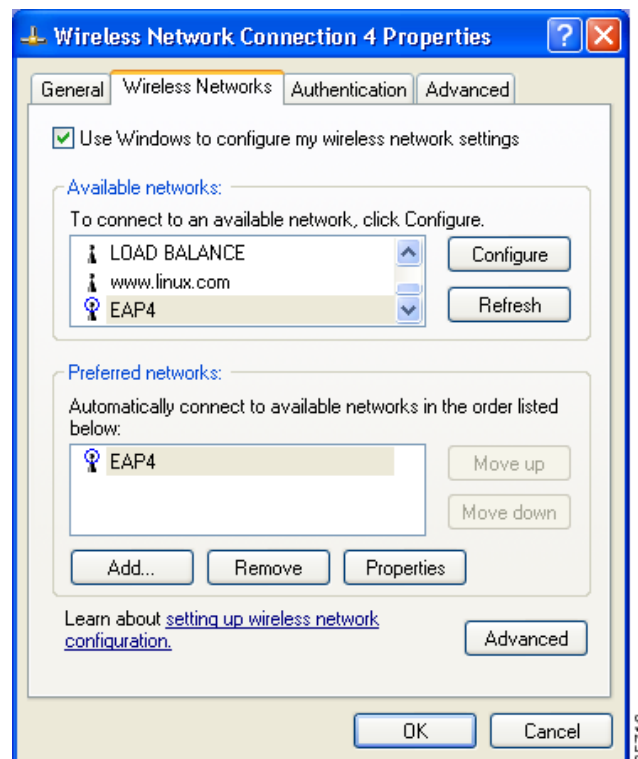 Wireless Network Connection 4 Properties
General Wireless Networks Authentication Advanced
Use Windows to configure my wireless network settings
Available networks:
To connect to an available network, click Configure.
LOAD BALANCE
www.linux.com
EAP4
Configure
Refresh
Preferred networks:
Automatically connect to available networks in the order listed
below:
EAP4
Move up
Move down
Add... Remove Properties
Learn about setting up wireless network
configuration.
Advanced
OK Cancel